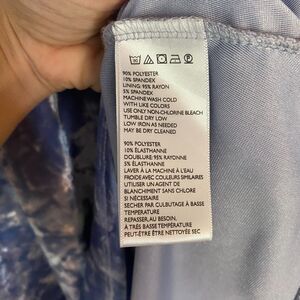 90% POLYESTER
10% SPANDEX
LINING: 95% RAYON
5% SPANDEX
MACHINE WASH COLD
WITH LIKE COLORS
USE ONLY NON-CHLORINE BLEACH
TUMBLE DRY LOW
LOW IRON AS NEEDED
MAY BE DRY CLEANED
90% POLYESTER
10% ÉLASTHANNE
DOUBLURE: 95% RAYONNE
5% ÉLASTHANNE
LAVER À LA MACHINE À L'EAU
FROIDE AVEC COULEURS SIMILAIRES
UTILISER UN AGENT DE
BLANCHIMENT SANS CHLORE
SI NÉCESSAIRE
SECHER PAR CULBUTAGE À BASSE
TEMPÉRATURE
REPASSER, AU BESOIN,
À TRÈS BASSE TEMPÉRATURE
PEUT-ÊTRE ÊTRE NETTOYÉE SEC